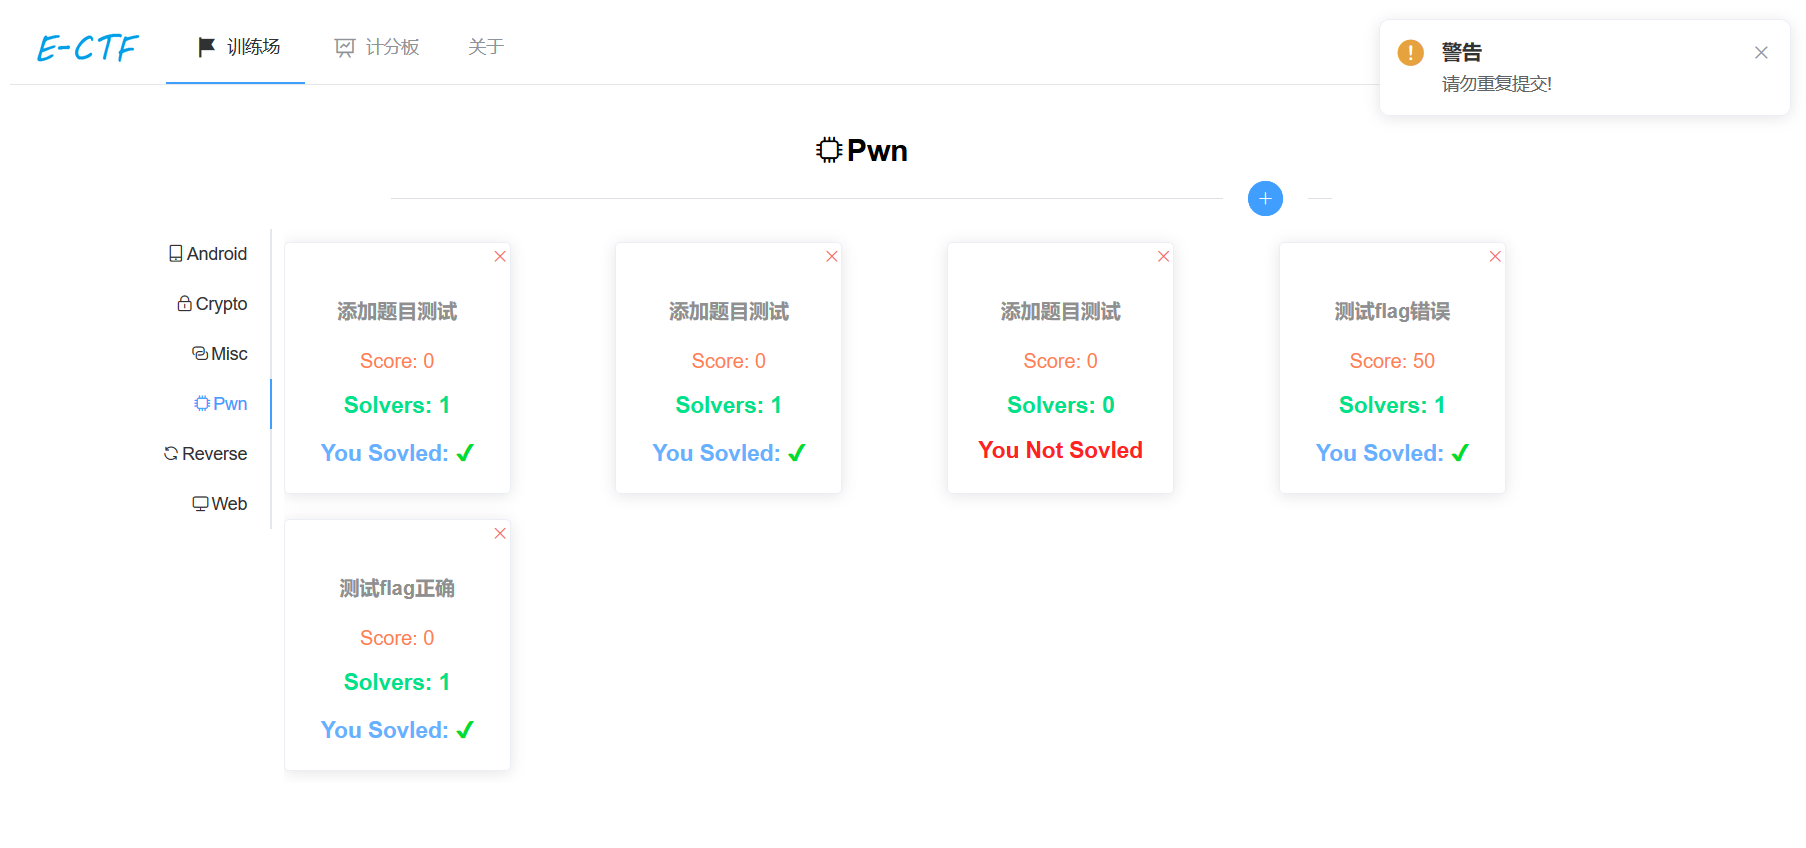 E-CTF
训练场
计分板
关于
警告
请勿重复提交!
Pwn
Android
Crypto
Misc
Pwn
Reverse
Web
添加题目测试
Score: 0
Solvers: 1
You Sovled: ✔
添加题目测试
Score: 0
Solvers: 1
You Sovled: ✔
添加题目测试
Score: 0
Solvers: 0
You Not Sovled
测试flag错误
Score: 50
Solvers: 1
You Sovled: ✔
测试flag正确
Score: 0
Solvers: 1
You Sovled: ✔